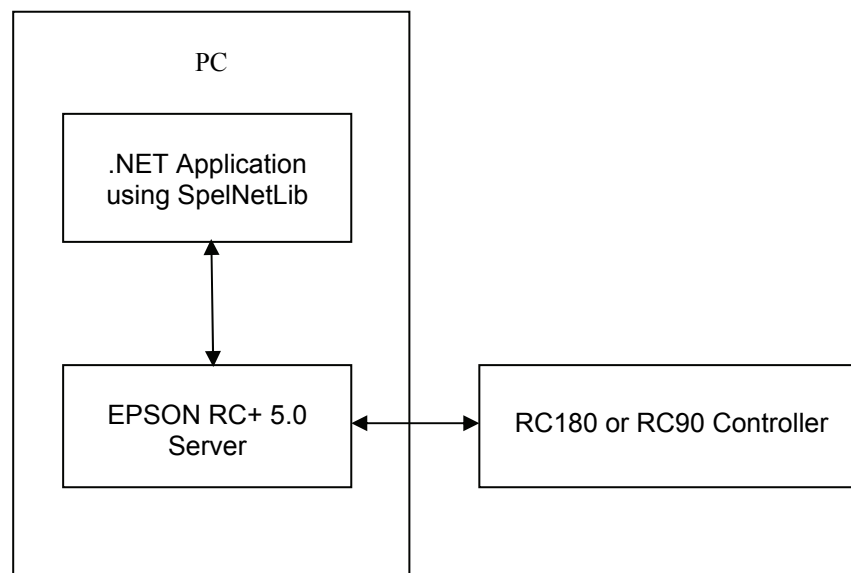 PC
.NET Application
using SpelNetLib
EPSON RC+ 5.0
Server
RC180 or RC90 Controller